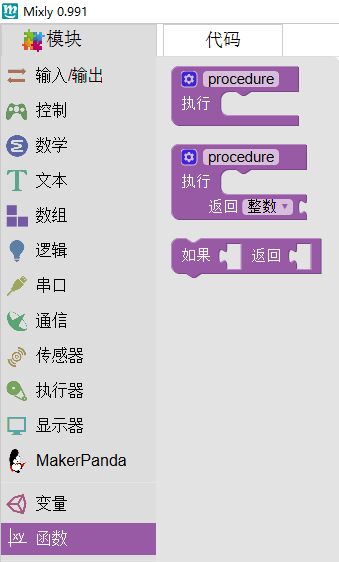 Mixly 0.991
模块
代码
输入/输出
控制
数学
文本
数组
逻辑
串口
通信
传感器
执行器
显示器
MakerPanda
变量
xy 函数
procedure
执行
procedure
执行
返回 整数
如果 返回